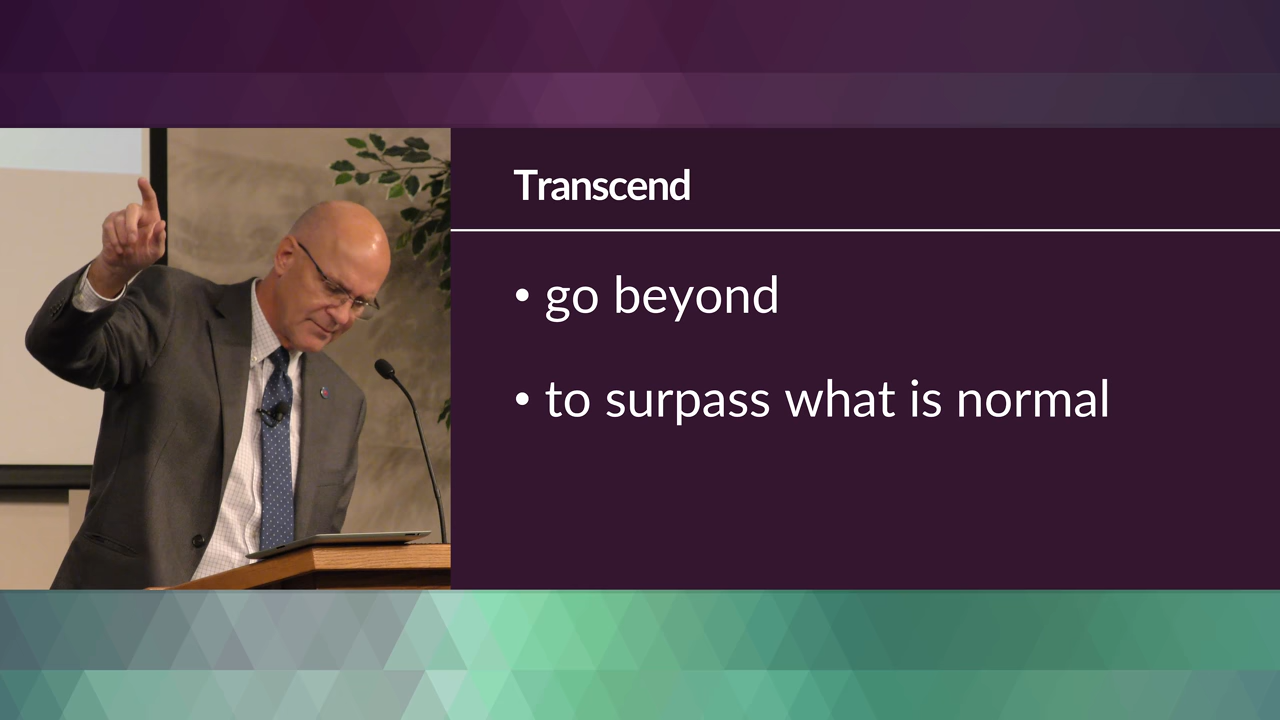 Transcend
• go beyond
• to surpass what is normal